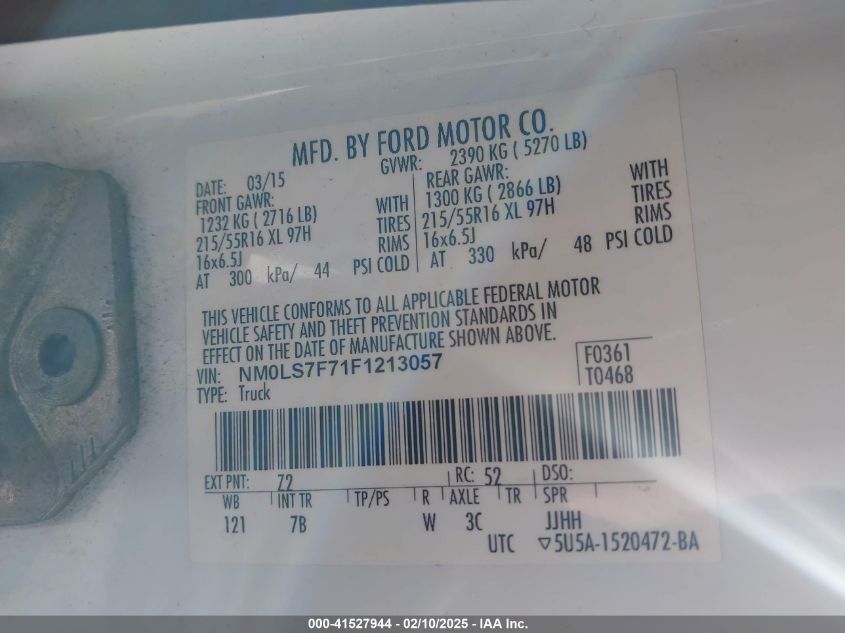 MFD. BY FORD MOTOR CO.
DATE: 03/15 GVWR: 2390 KG ( 5270 LB)
FRONT GAWR: WITH
1232 KG ( 2716 LB) TIRES
215/55R16 XL 97H RIMS
16x6.5J
AT 300 kPa/ 44 PSI COLD
REAR GAWR: WITH
1300 KG ( 2866 LB) TIRES
215/55R16 XL 97H RIMS
16x6.5J
AT 330 kPa/ 48 PSI COLD
THIS VEHICLE CONFORMS TO ALL APPLICABLE FEDERAL MOTOR
VEHICLE SAFETY AND THEFT PREVENTION STANDARDS IN
EFFECT ON THE DATE OF MANUFACTURE SHOWN ABOVE.
VIN: NM0LS7F71F1213057
TYPE: Truck
F0361
T0468
EXT PNT: 72 RC: 52 DSO:
WB INT TR TP/PS R AXLE TR SPR
121 7B W 3C JJHH
UTC ▽5U5A-1520472-BA
000-41527944 - 02/10/2025 - IAA Inc.